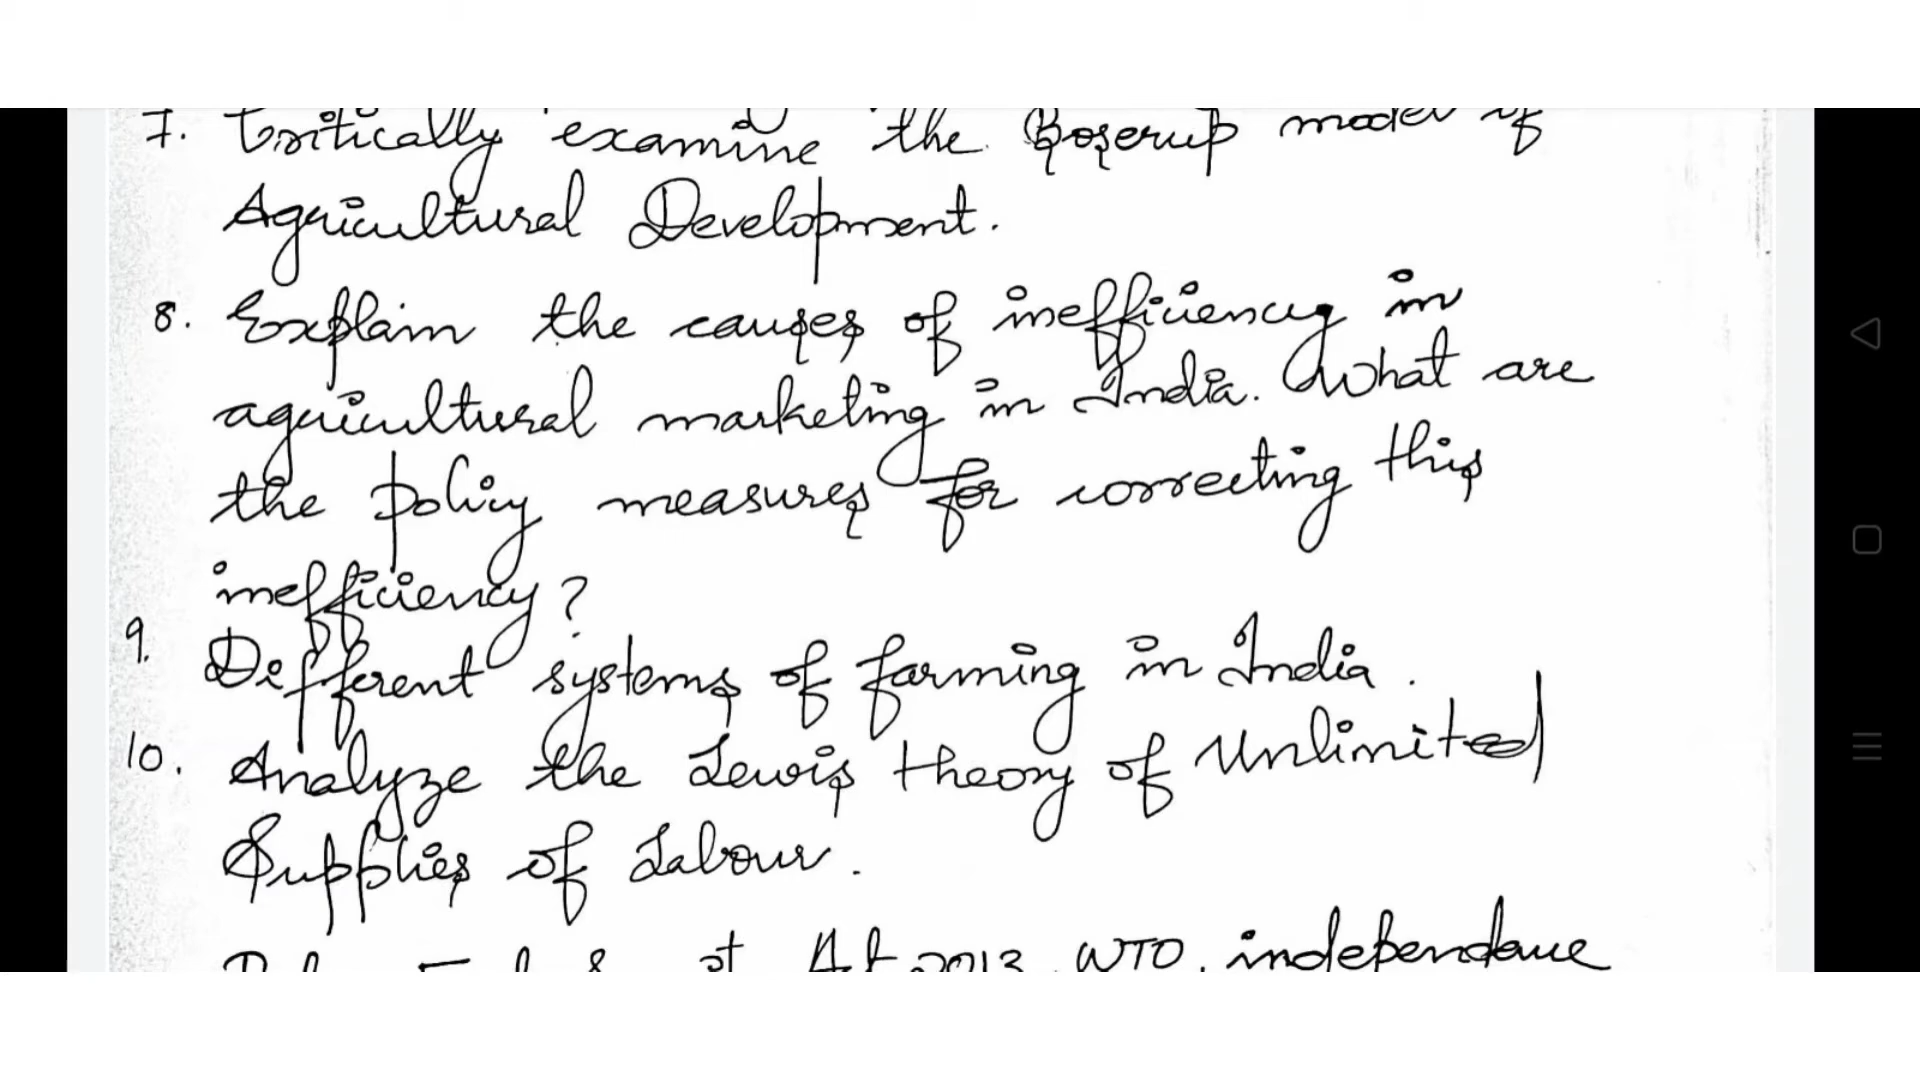 7. Critically examine the Boserup model of
Agricultural Development.
8. Explain the causes of inefficiency in
agricultural marketing in India. What are
the policy measures for correcting this
inefficiency?
9. Different systems of farming in India.
10. Analyze the Lewis theory of Unlimited
Supplies of Labour.
Act 2013, WTO, independence